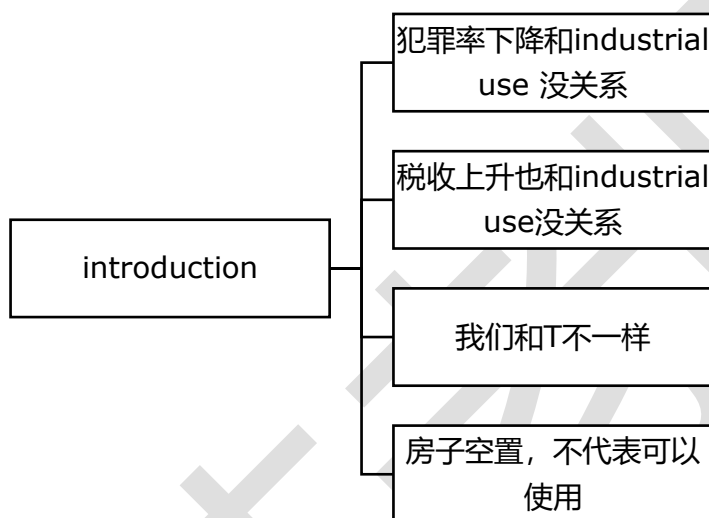 introduction
犯罪率下降和industrial
use 没关系
税收上升也和industrial
use没关系
我们和T不一样
房子空置，不代表可以
使用